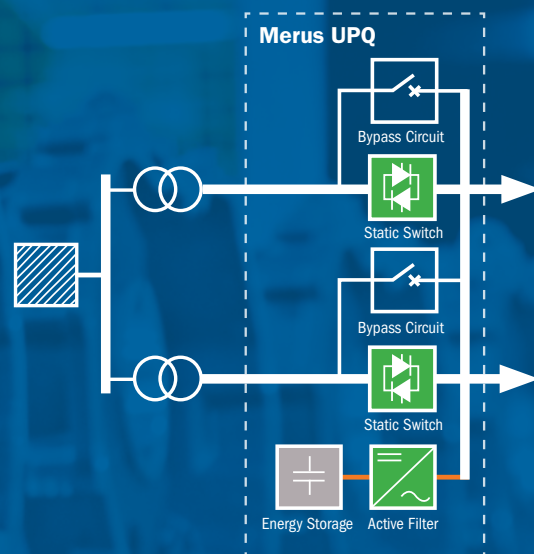 Merus UPQ
Bypass Circuit
Static Switch
Bypass Circuit
Static Switch
Energy Storage
Active Filter